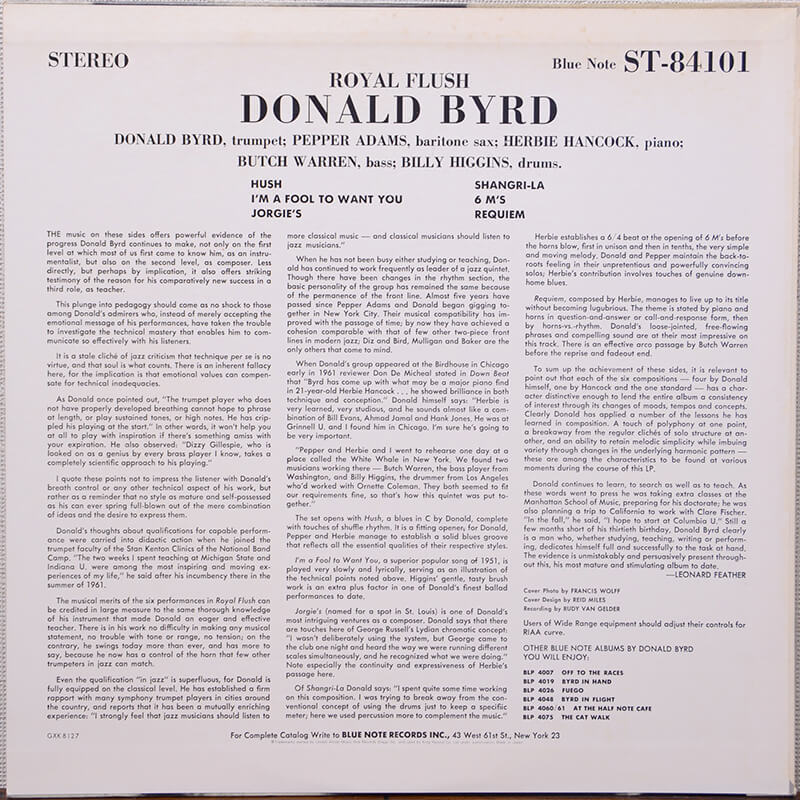 STEREO
Blue Note ST-84101
ROYAL FLUSH
DONALD BYRD
DONALD BYRD, trumpet; PEPPER ADAMS, baritone sax; HERBIE HANCOCK, piano;
BUTCH WARREN, bass; BILLY HIGGINS, drums.
HUSH
I'M A FOOL TO WANT YOU
JORGIE'S
SHANGRI-LA
6 M'S
REQUIEM
THE music on these sides offers powerful evidence of the
progress Donald Byrd continues to make, not only on the first
level at which most of us first came to know him, as an instru-
mentalist, but also on the second level, as composer. Less
directly, but perhaps by implication, it also offers striking
testimony of the reason for his comparatively new success in a
third role, as teacher.
This plunge into pedagogy should come as no shock to those
among Donald's admirers who, instead of merely accepting the
emotional message of his performances, have taken the trouble
to investigate the technical mastery that enables him to com-
municate so effectively with his listeners.
It is a stale cliché of jazz criticism that technique per se is no
virtue, and that soul is what counts. There is an inherent fallacy
here, for the implication is that emotional values can compen-
sate for technical inadequacies.
As Donald once pointed out, "The trumpet player who does
not have properly developed breathing cannot hope to phrase
at length, or play sustained tones, or high notes. He has crip-
pled his playing at the start." In other words, it won't help you
at all to play with inspiration if there's something amiss with
your expiration. He also observed: "Dizzy Gillespie, who is
looked on as a genius by every brass player I know, takes a
completely scientific approach to his playing."
I quote these points not to impress the listener with Donald's
breath control or any other technical aspect of his work, but
rather as a reminder that no style as mature and self-possessed
as his can ever spring full-blown out of the mere combination
of ideas and the desire to express them.
Donald's thoughts about qualifications for capable perform-
ance were carried into didactic action when he joined the
trumpet faculty of the Stan Kenton Clinics of the National Band
Camp. "The two weeks I spent teaching at Michigan State and
Indiana U. were among the most inspiring and moving ex-
periences of my life," he said after his incumbency there in the
summer of 1961.
The musical merits of the six performances in Royal Flush can
be credited in large measure to the same thorough knowledge
of his instrument that made Donald an eager and effective
teacher. There is in his work no difficulty in making any musical
statement, no trouble with tone or range, no tension; on the
contrary, he swings today more than ever, and has more to
say, because he now has a control of the horn that few other
trumpeters in jazz can match.
Even the qualification "in jazz" is superfluous, for Donald is
fully equipped on the classical level. He has established a firm
rapport with many symphony trumpet players in cities around
the country, and reports that it has been a mutually enriching
experience: "I strongly feel that jazz musicians should listen to
more classical music — and classical musicians should listen to
jazz musicians."
When he has not been busy either studying or teaching, Don-
ald has continued to work frequently as leader of a jazz quintet.
Though there have been changes in the rhythm section, the
basic personality of the group has remained the same because
of the permanence of the front line. Almost five years have
passed since Pepper Adams and Donald began gigging to-
gether in New York City. Their musical compatibility has im-
proved with the passage of time; by now they have achieved a
cohesion comparable with that of few other two-piece front
lines in modern jazz; Diz and Bird, Mulligan and Baker are the
only others that come to mind.
When Donald's group appeared at the Birdhouse in Chicago
early in 1961 reviewer Don De Micheal stated in Down Beat
that "Byrd has come up with what may be a major piano find
in 21-year-old Herbie Hancock . . . he showed brilliance in both
technique and conception." Donald himself says: "Herbie is
very learned, very studious, and he sounds almost like a com-
bination of Bill Evans, Ahmad Jamal and Hank Jones. He was at
Grinnell U. and I found him in Chicago. I'm sure he's going to
be very important.
"Pepper and Herbie and I went to rehearse one day at a
place called the White Whale in New York. We found two
musicians working there — Butch Warren, the bass player from
Washington, and Billy Higgins, the drummer from Los Angeles
who'd worked with Ornette Coleman. They both seemed to fit
our requirements fine, so that's how this quintet was put to-
gether."
The set opens with Hush, a blues in C by Donald, complete
with touches of shuffle rhythm. It is a fitting opener, for Donald,
Pepper and Herbie manage to establish a solid blues groove
that reflects all the essential qualities of their respective styles.
I'm a Fool to Want You, a superior popular song of 1951, is
played very slowly and lyrically, serving as an illustration of
the technical points noted above. Higgins' gentle, tasty brush
work is an extra plus factor in one of Donald's finest ballad
performances to date.
Jorgie's (named for a spot in St. Louis) is one of Donald's
most intriguing ventures as a composer. Donald says that there
are touches here of George Russell's Lydian chromatic concept:
"I wasn't deliberately using the system, but George came to
the club one night and heard the way we were running different
scales simultaneously, and he recognized what we were doing."
Note especially the continuity and expressiveness of Herbie's
passage here.
Of Shangri-La Donald says: "I spent quite some time working
on this composition. I was trying to break away from the con-
ventional concept of using the drums just to keep a specific
meter; here we used percussion more to complement the music."
Herbie establishes a 6/4 beat at the opening of 6 M's before
the horns blow, first in unison and then in tenths, the very simple
and moving melody. Donald and Pepper maintain the back-to-
roots feeling in their unpretentious and powerfully convincing
solos; Herbie's contribution involves touches of genuine down-
home blues.
Requiem, composed by Herbie, manages to live up to its title
without becoming lugubrious. The theme is stated by piano and
horns in question-and-answer or call-and-response form, then
by horns-vs.-rhythm. Donald's loose-jointed, free-flowing
phrases and compelling sound are at their most impressive on
this track. There is an effective arco passage by Butch Warren
before the reprise and fadeout end.
To sum up the achievement of these sides, it is relevant to
point out that each of six compositions — four by Donald
himself, one by Hancock and the one standard — has a char-
acter distinctive enough to lend the entire album a consistency
of interest through its changes of moods, tempos and concepts.
Clearly Donald has applied a number of the lessons he has
learned in composition. A touch of polyphony at one point,
a breakaway from the regular clichés of solo structure at an-
other, and an ability to retain melodic simplicity while imbuing
variety through changes in the underlying harmonic pattern —
these are among the characteristics to be found at various
moments during the course of this LP.
Donald continues to learn, to search as well as to teach. As
these words went to press he was taking extra classes at the
Manhattan School of Music, preparing for his doctorate; he was
also planning a trip to California to work with Clare Fischer.
"In the fall," he said, "I hope to start at Columbia U." Still a
few months short of his thirtieth birthday, Donald Byrd clearly
is a man who, whether studying, teaching, writing or perform-
ing, dedicates himself full and successfully to the task at hand.
The evidence is unmistakably and persuasively present through-
out this, his most mature and stimulating album to date.
—LEONARD FEATHER
Cover Photo by FRANCIS WOLFF
Cover Design by REID MILES
Recording by RUDY VAN GELDER
Users of Wide Range equipment should adjust their controls for
RIAA curve.
OTHER BLUE NOTE ALBUMS BY DONALD BYRD
YOU WILL ENJOY:
BLP 4007 OFF TO THE RACES
BLP 4019 BYRD IN HAND
BLP 4026 FUEGO
BLP 4048 BYRD IN FLIGHT
BLP 4060/61 AT THE HALF NOTE CAFE
BLP 4075 THE CAT WALK
GXK 8127
For Complete Catalog Write to BLUE NOTE RECORDS INC., 43 West 61st St., New York 23